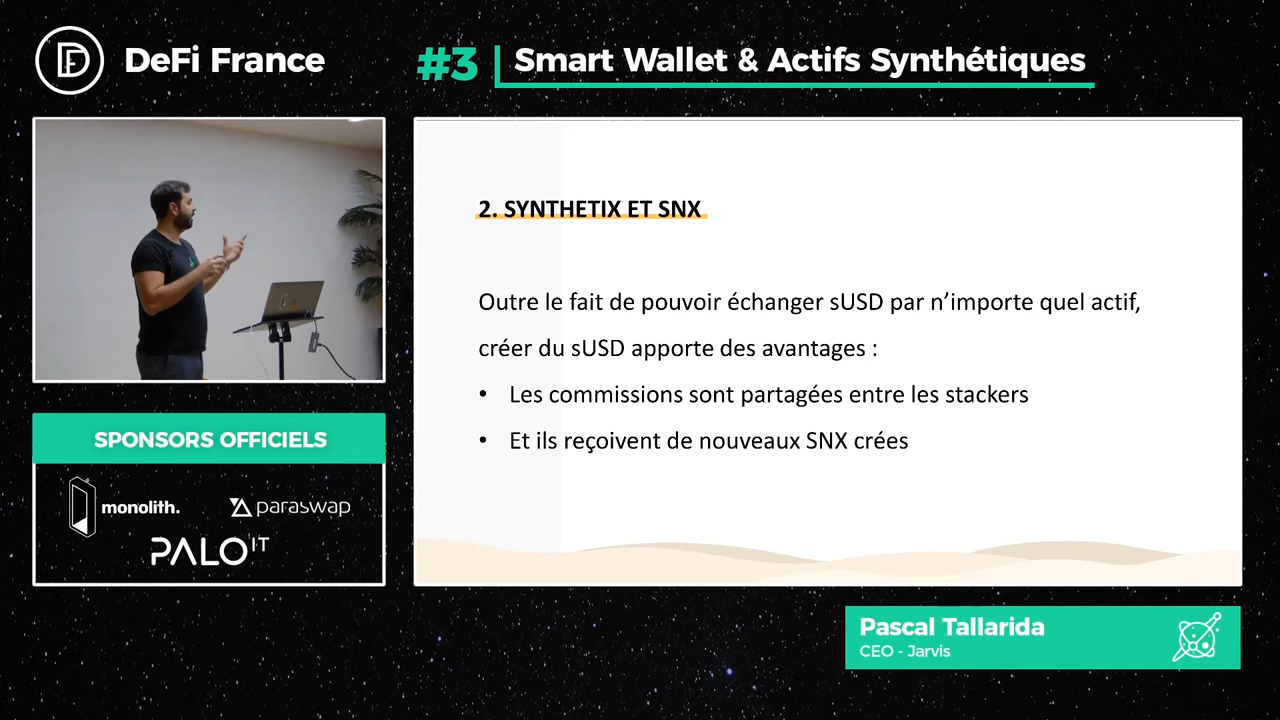 DeFi France
#3
Smart Wallet & Actifs Synthétiques
2. SYNTHETIX ET SNX
Outre le fait de pouvoir échanger sUSD par n’importe quel actif,
créer du sUSD apporte des avantages :
• Les commissions sont partagées entre les stackers
• Et ils reçoivent de nouveaux SNX crées
SPONSORS OFFICIELS
monolith.
paraswap
PALO IT
Pascal Tallarida
CEO - Jarvis